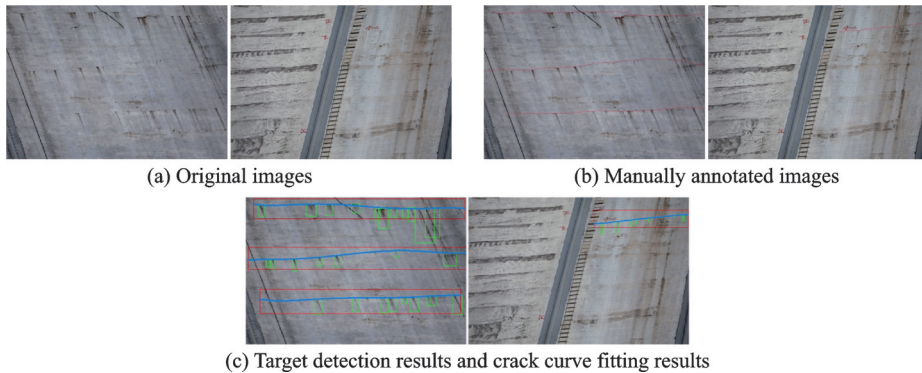 (a) Original images
(b) Manually annotated images
(c) Target detection results and crack curve fitting results